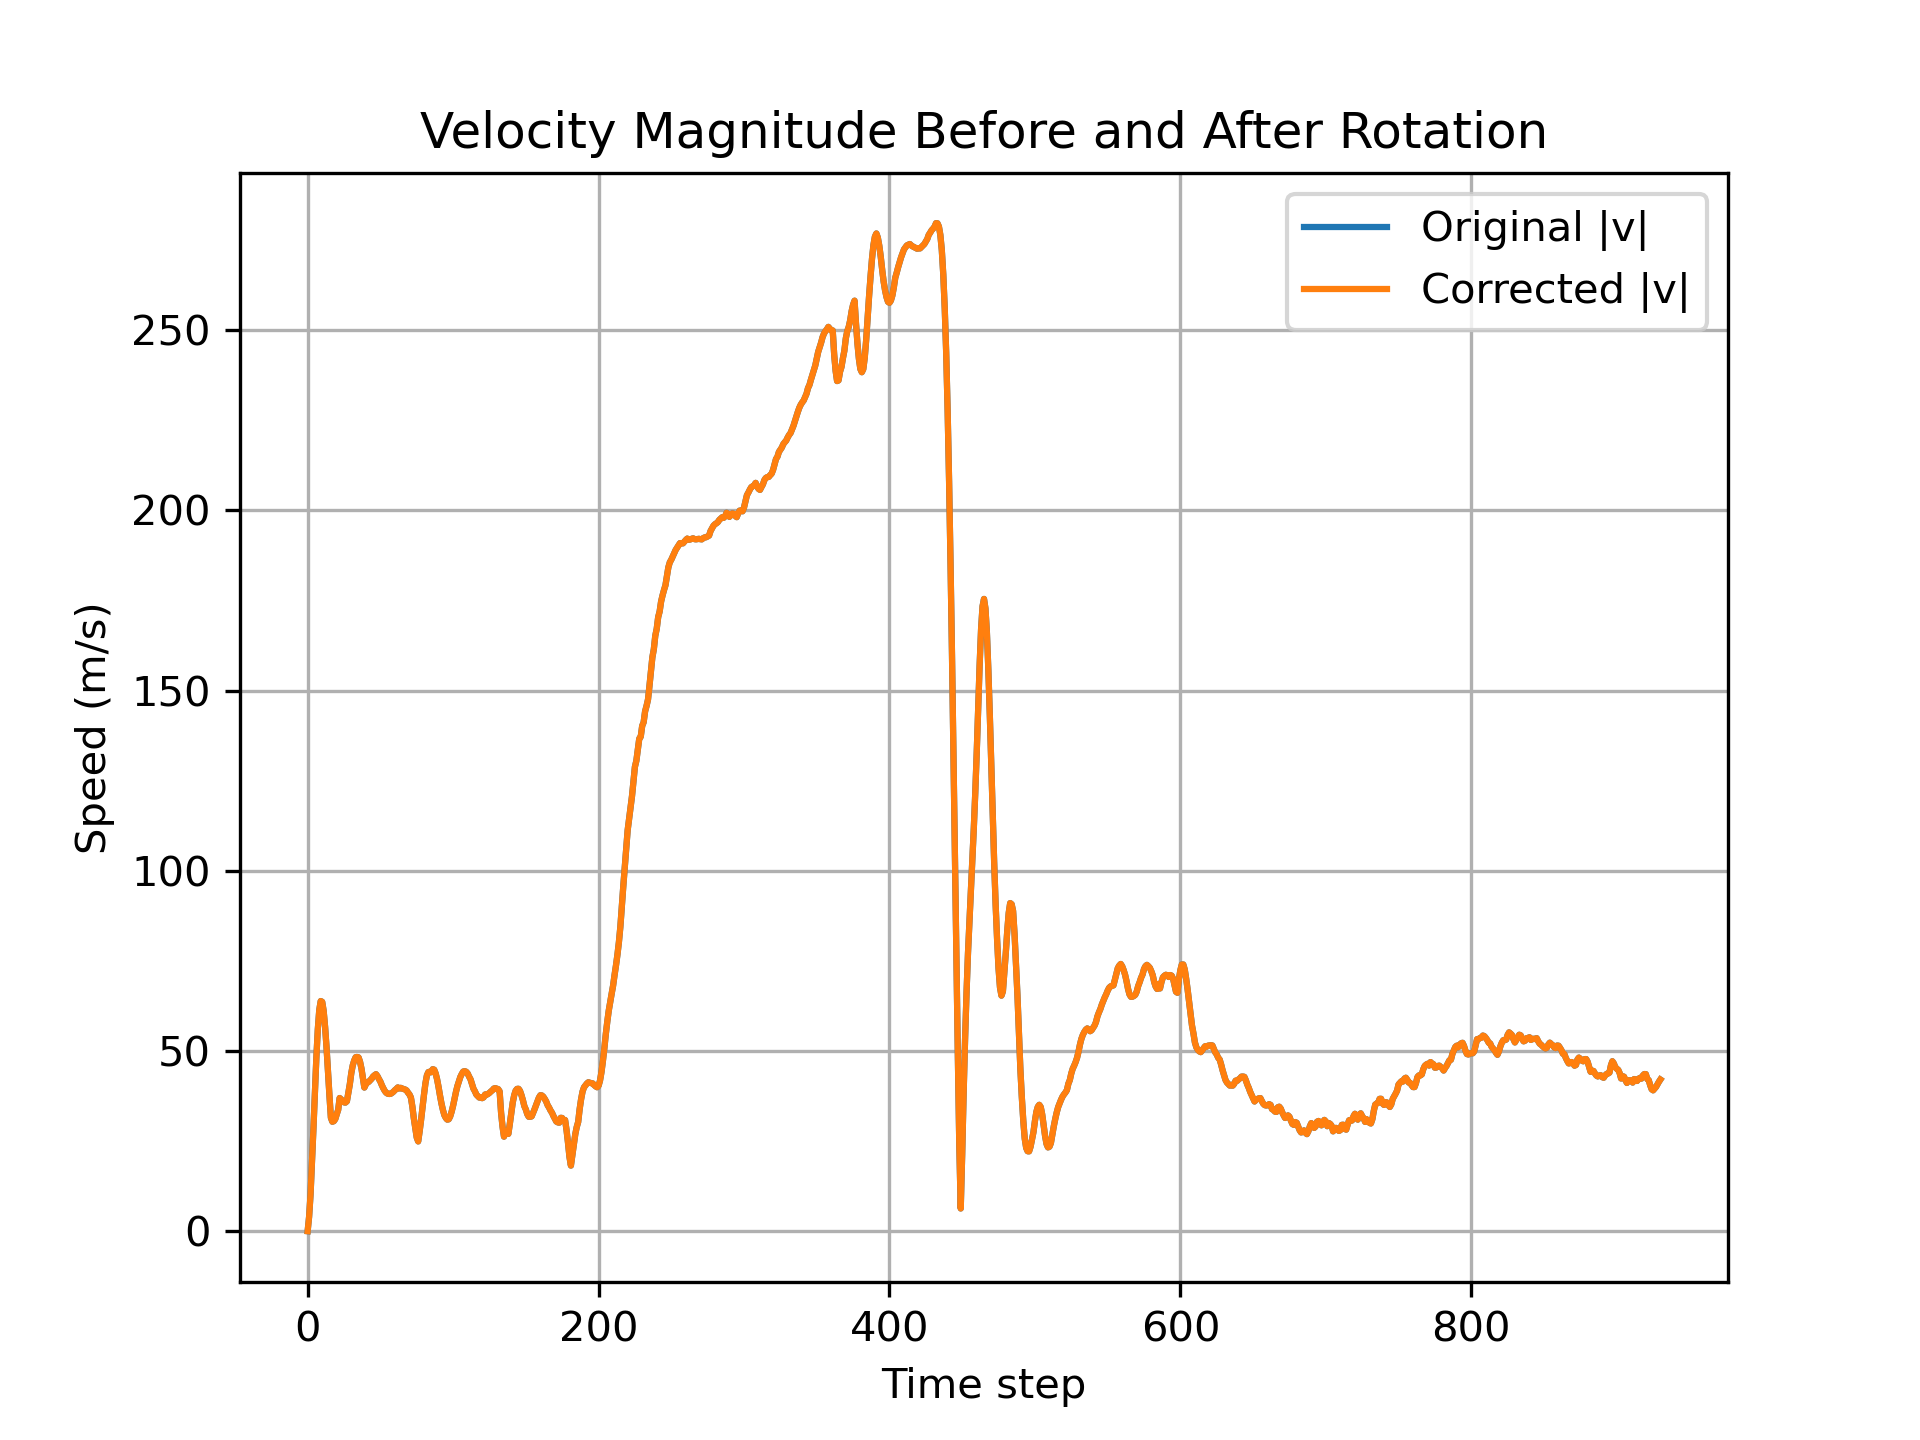 Velocity Magnitude Before and After Rotation
Original |v|
Corrected |v|
250
200
150
100
50
0
Speed (m/s)
0 200 400 600 800
Time step